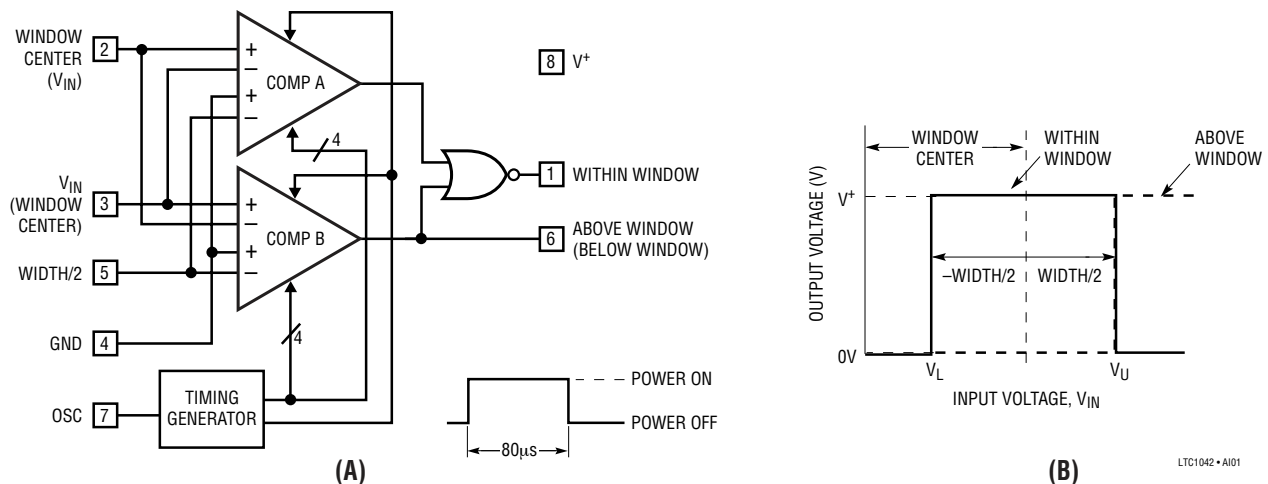 WINDOW
CENTER
(VIN)
2
+
–
+
–
COMP A
8
V+
4
VIN
(WINDOW
CENTER)
3
+
–
+
–
COMP B
1
WITHIN WINDOW
6
ABOVE WINDOW
(BELOW WINDOW)
WIDTH/2
5
4
GND
4
OSC
7
TIMING
GENERATOR
POWER ON
POWER OFF
80µs
(A)
OUTPUT VOLTAGE (V)
WINDOW
CENTER
WITHIN
WINDOW
ABOVE
WINDOW
V+
–WIDTH/2
WIDTH/2
0V
VL
VU
INPUT VOLTAGE, VIN
(B)
LTC1042 • AI01